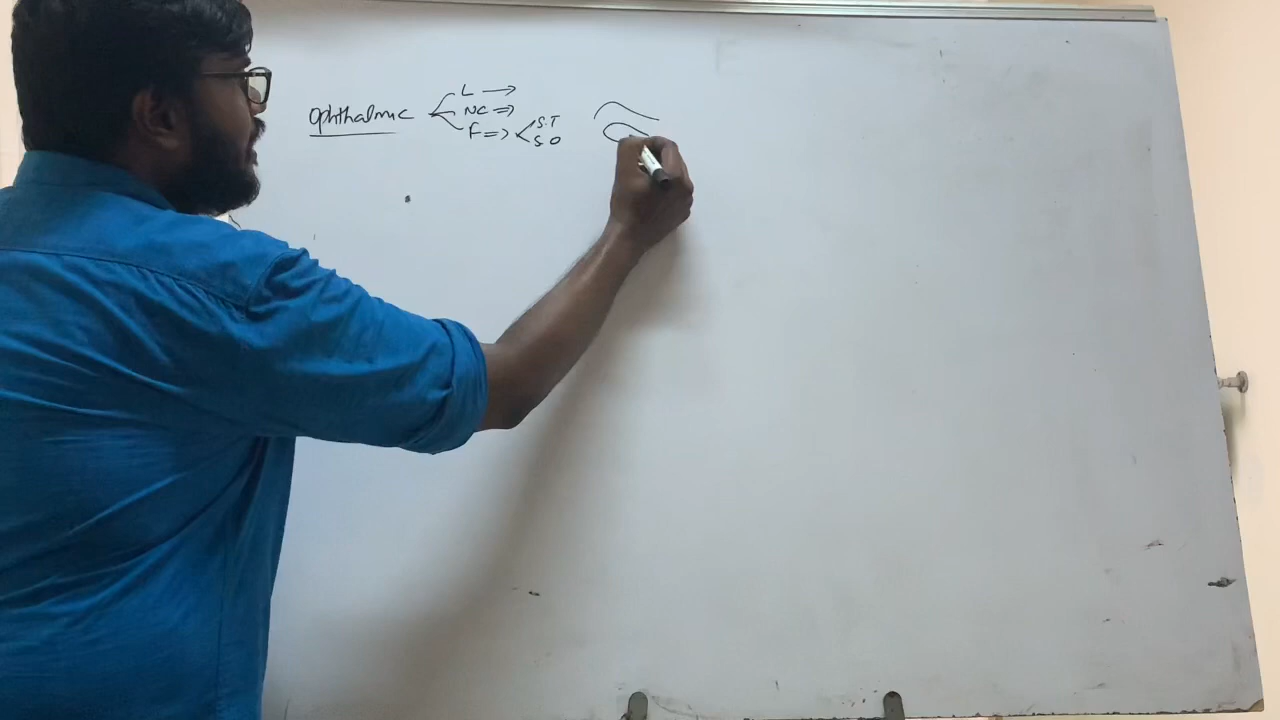 L →
Ophthalmic NC ⇒
F ⇒ S.T
S O